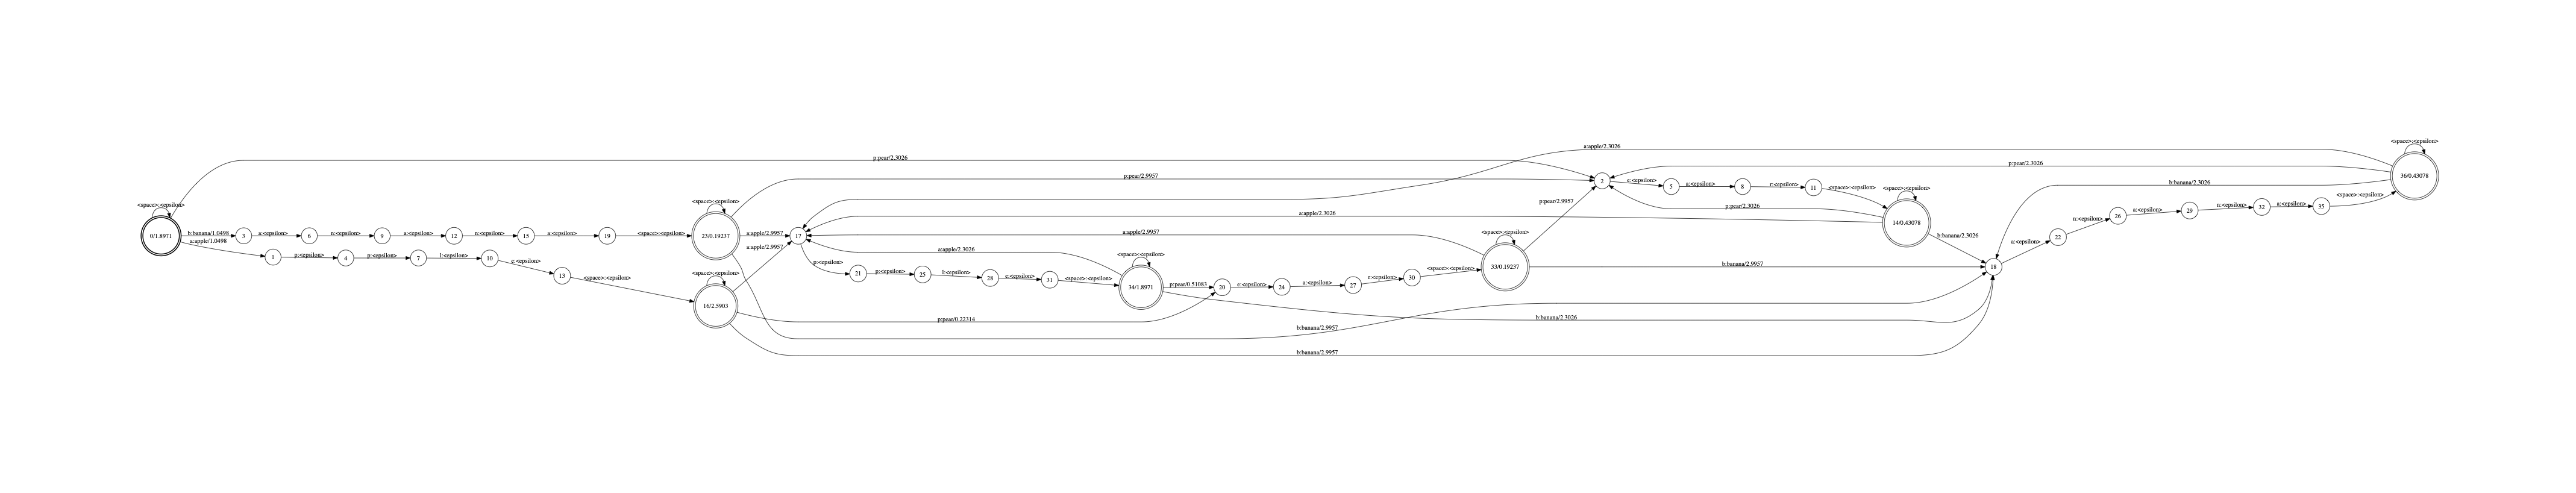 a:apple/2.3026
<space>:<epsilon>
p:pear/2.3026
p:pear/2.3026
p:pear/2.9957
b:banana/2.3026
36/0.43078
2
e:<epsilon>
5
a:<epsilon>
8
r:<epsilon>
11
<space>:<epsilon>
<space>:<epsilon>
<space>:<epsilon>
<space>:<epsilon>
<space>:<epsilon>
p:pear/2.9957
p:pear/2.3026
14/0.43078
a:apple/2.3026
n:<epsilon>
26
a:<epsilon>
29
n:<epsilon>
32
a:<epsilon>
35
<space>:<epsilon>
0/1.8971
b:banana/1.0498
3
a:<epsilon>
6
n:<epsilon>
9
a:<epsilon>
12
n:<epsilon>
15
a:<epsilon>
19
<space>:<epsilon>
23/0.19237
a:apple/2.9957
17
a:apple/2.9957
<space>:<epsilon>
b:banana/2.3026
a:<epsilon>
22
a:apple/1.0498
1
p:<epsilon>
4
p:<epsilon>
7
l:<epsilon>
10
e:<epsilon>
13
<space>:<epsilon>
a:apple/2.9957
a:apple/2.3026
<space>:<epsilon>
<space>:<epsilon>
p:<epsilon>
21
p:<epsilon>
25
l:<epsilon>
28
e:<epsilon>
31
<space>:<epsilon>
34/1.8971
p:pear/0.51083
20
e:<epsilon>
24
a:<epsilon>
27
r:<epsilon>
30
<space>:<epsilon>
33/0.19237
b:banana/2.9957
18
16/2.5903
p:pear/0.22314
b:banana/2.3026
b:banana/2.9957
b:banana/2.9957